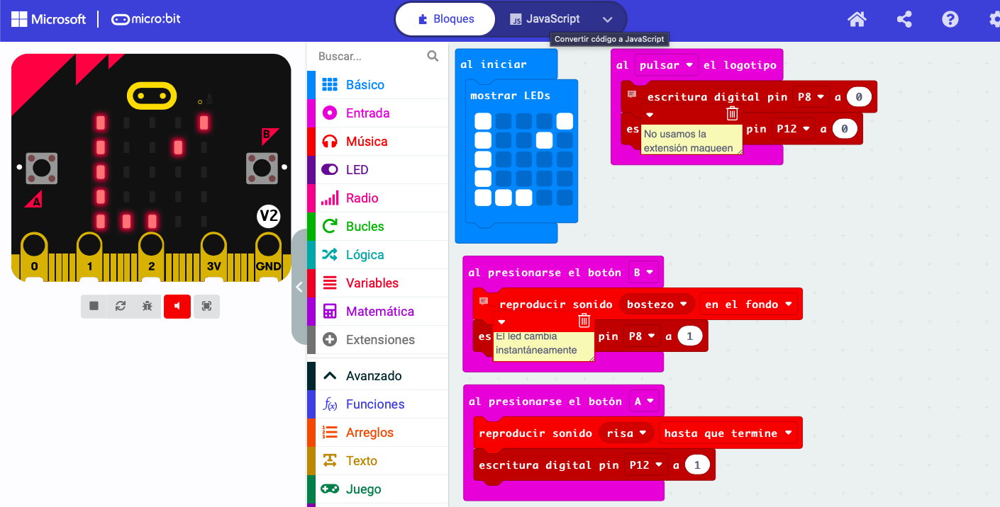 Microsoft
micro:bit
Bloques
JavaScript
Convertir código a JavaScript
B
A
V2
0
1
2
3V
GND
Buscar...
Básico
Entrada
Música
LED
Radio
Bucles
Lógica
Variables
Matemática
Extensiones
Avanzado
Funciones
Arreglos
Texto
Juego
al iniciar
mostrar LEDs
al pulsar el logotipo
escritura digital pin P8 a 0
es pin P12 a 0
No usamos la
extensión maqueen
al presionarse el botón B
reproducir sonido bostezo en el fondo
es pin P8 a 1
El led cambia
instantáneamente
al presionarse el botón A
reproducir sonido risa hasta que termine
escritura digital pin P12 a 1